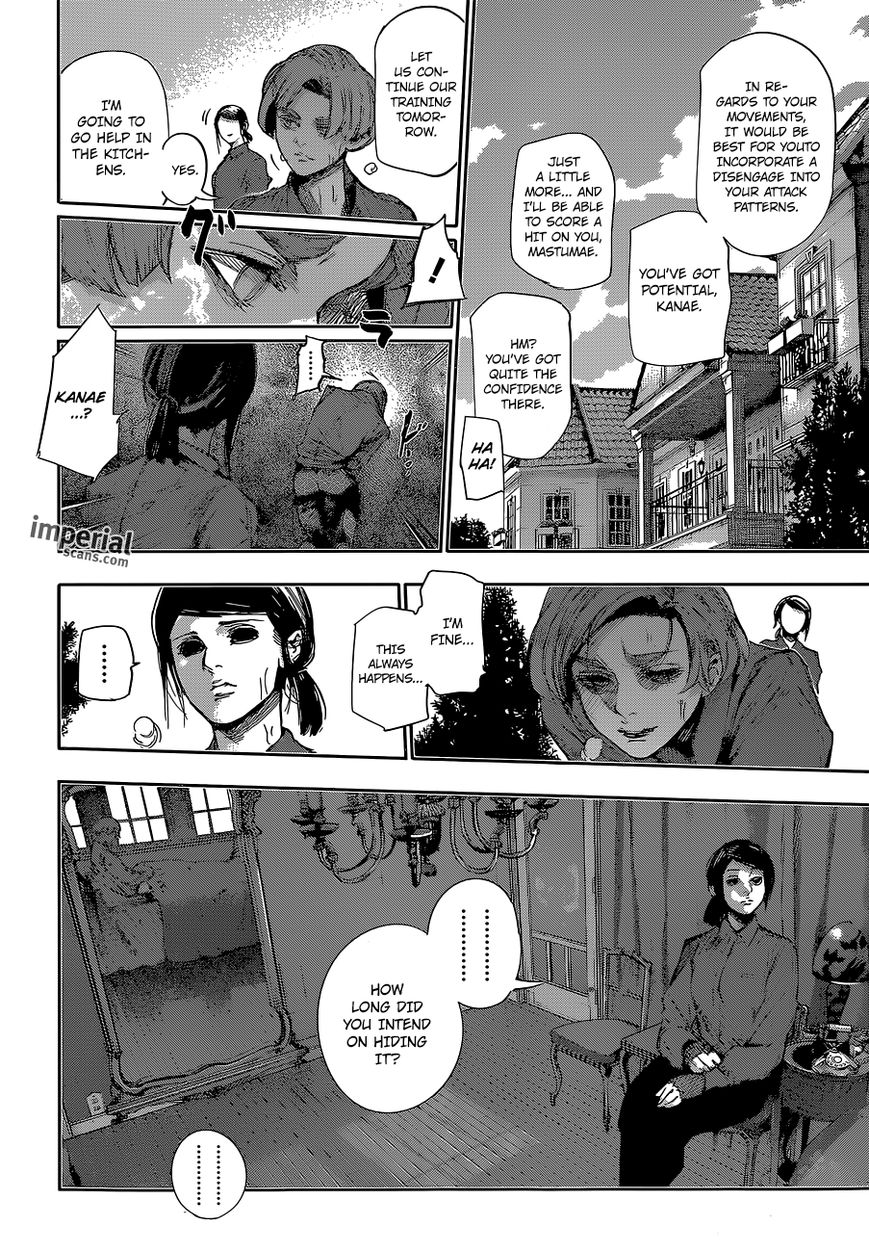 IN RE-
GARDS TO YOUR
MOVEMENTS,
IT WOULD BE
BEST FOR YOUTO
INCORPORATE A
DISENGAGE INTO
YOUR ATTACK
PATTERNS.
YOU'VE GOT
POTENTIAL,
KANAE.
JUST
A LITTLE
MORE... AND
I'LL BE ABLE
TO SCORE A
HIT ON YOU,
MASTUMAE.
HM?
YOU'VE GOT
QUITE THE
CONFIDENCE
THERE.
HA
HA!
LET
US CON-
TINUE OUR
TRAINING
TOMOR-
ROW.
YES.
I'M
GOING TO
GO HELP IN
THE KITCH-
ENS.
!
グ
ラ
......
ド
KANAE
...?
imperial
scans.com
I'M
FINE...
THIS
ALWAYS
HAPPENS...
......
......
HOW
LONG DID
YOU INTEND
ON HIDING
IT?
......